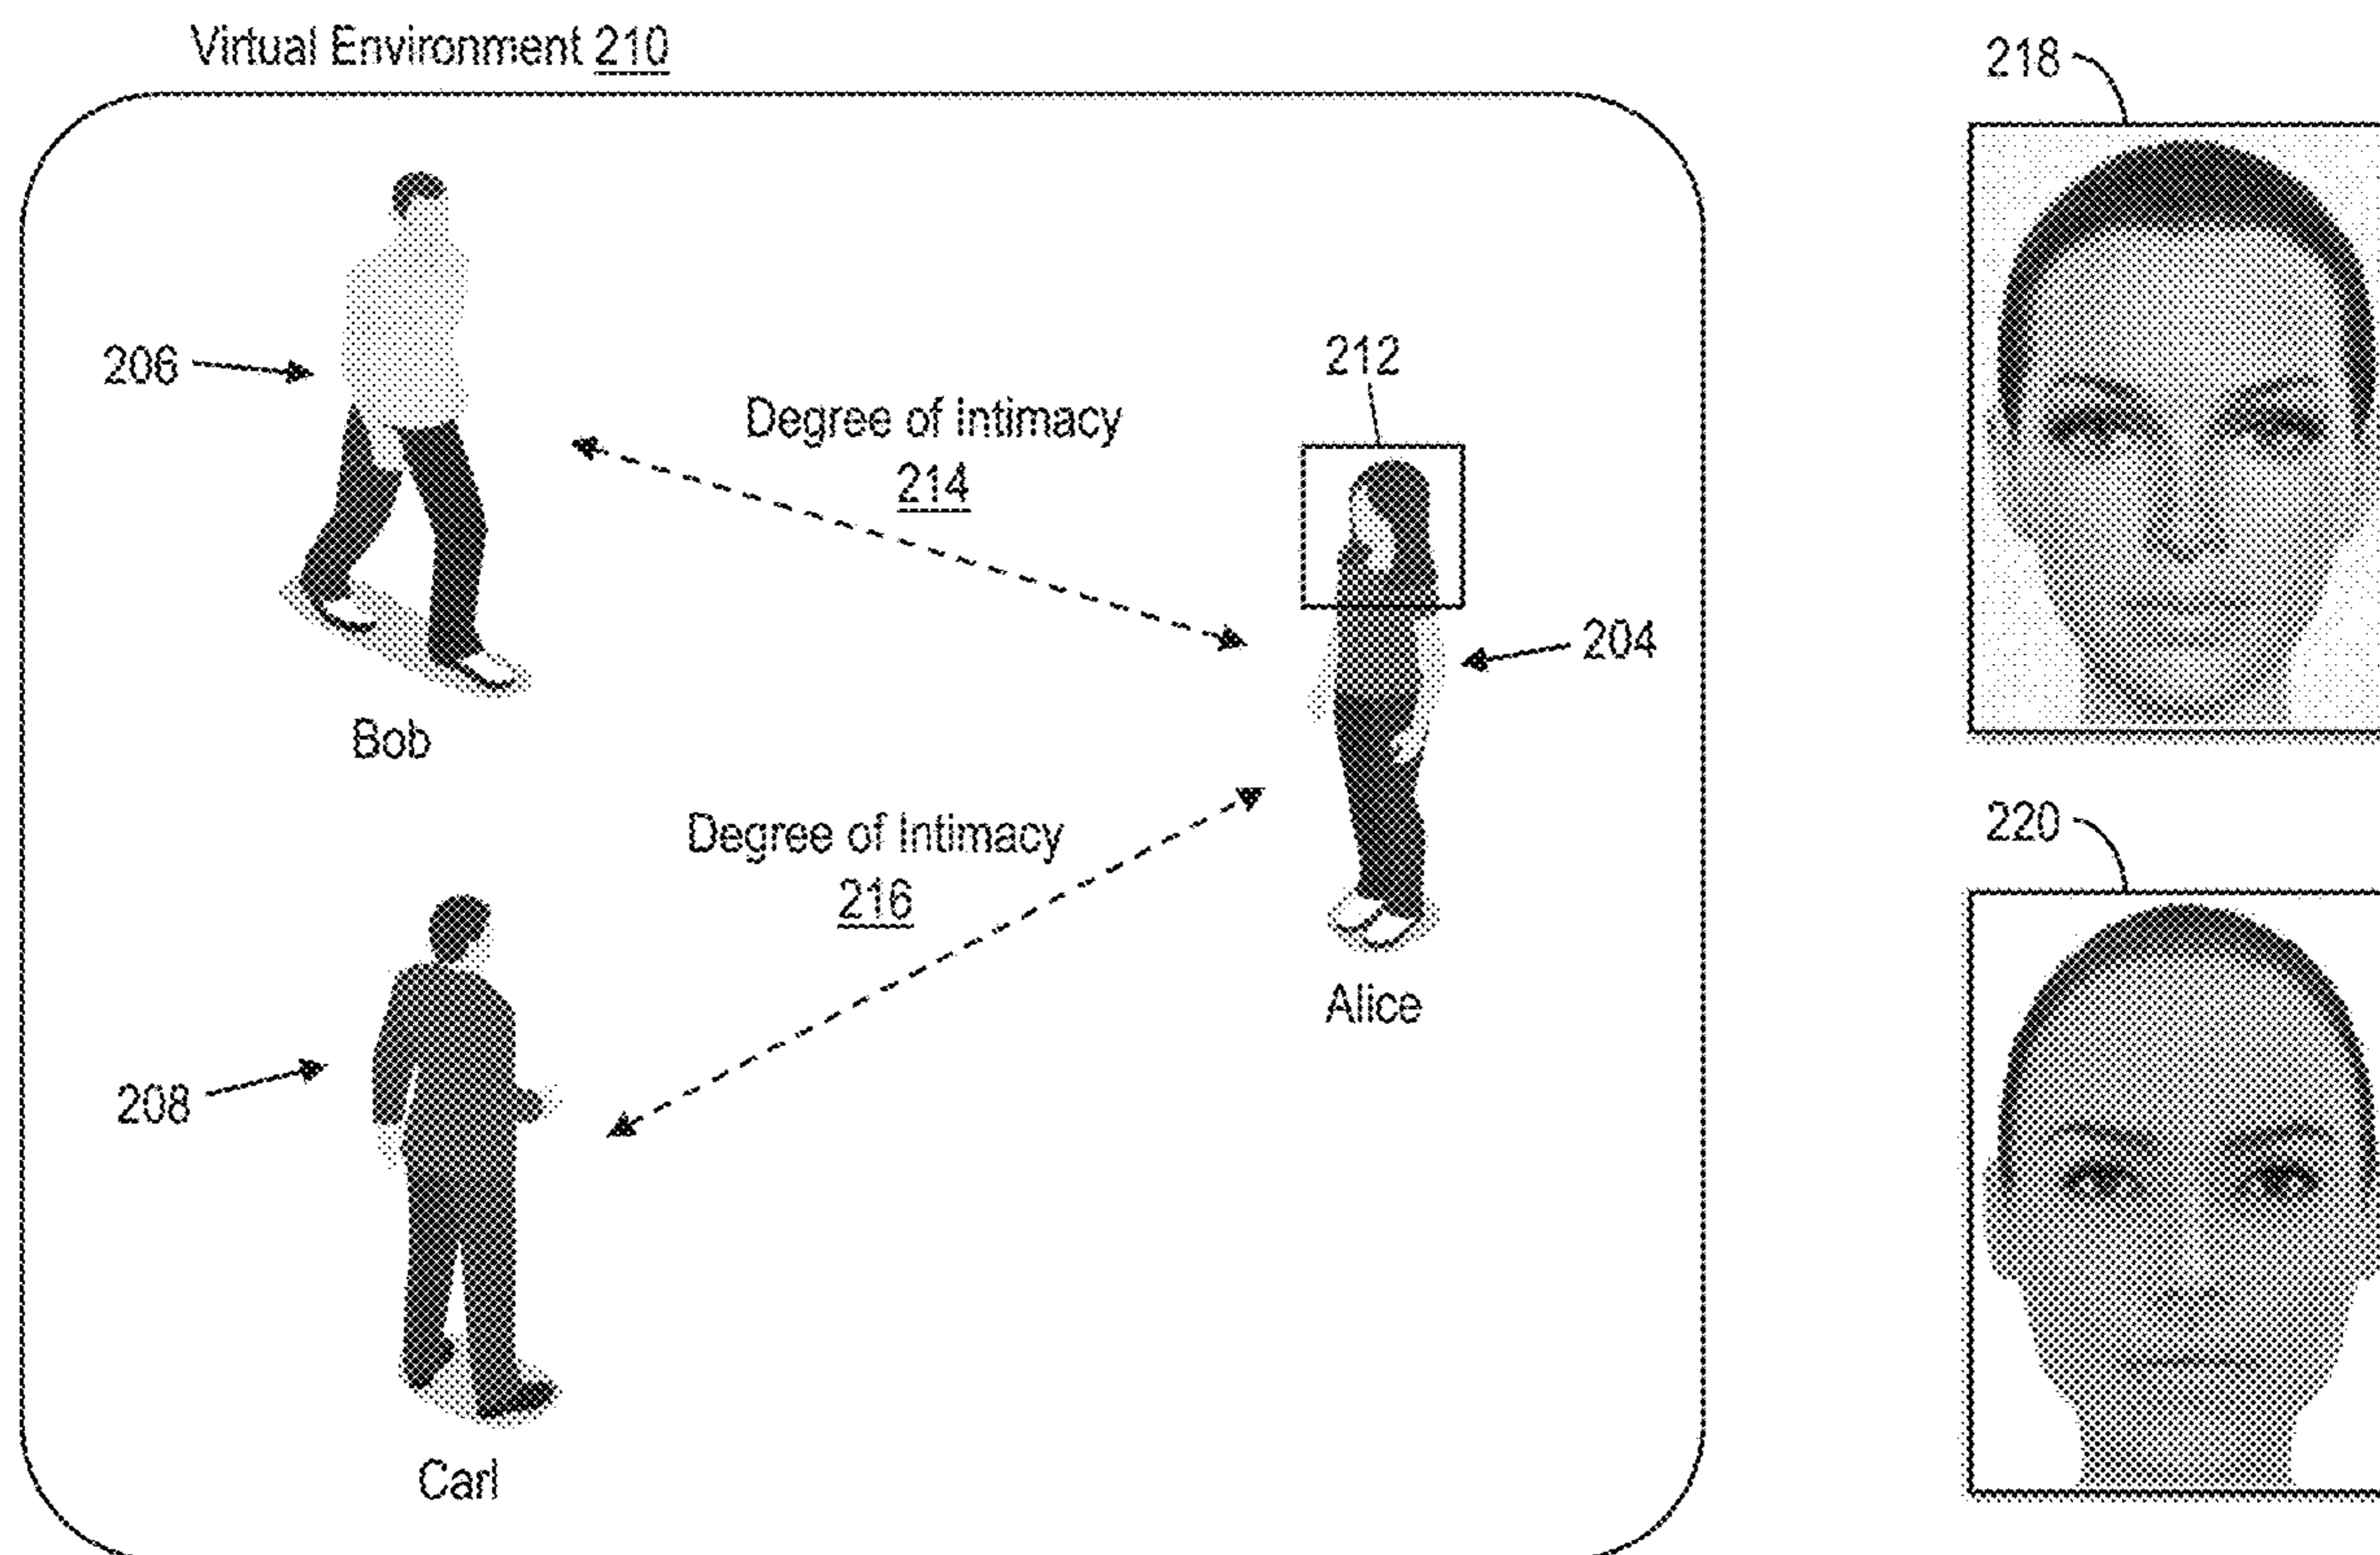 Virtual Environment 210
218
206
212
Degree of Intimacy
214
204
Bob
Degree of Intimacy
216
220
Alice
208
Carl